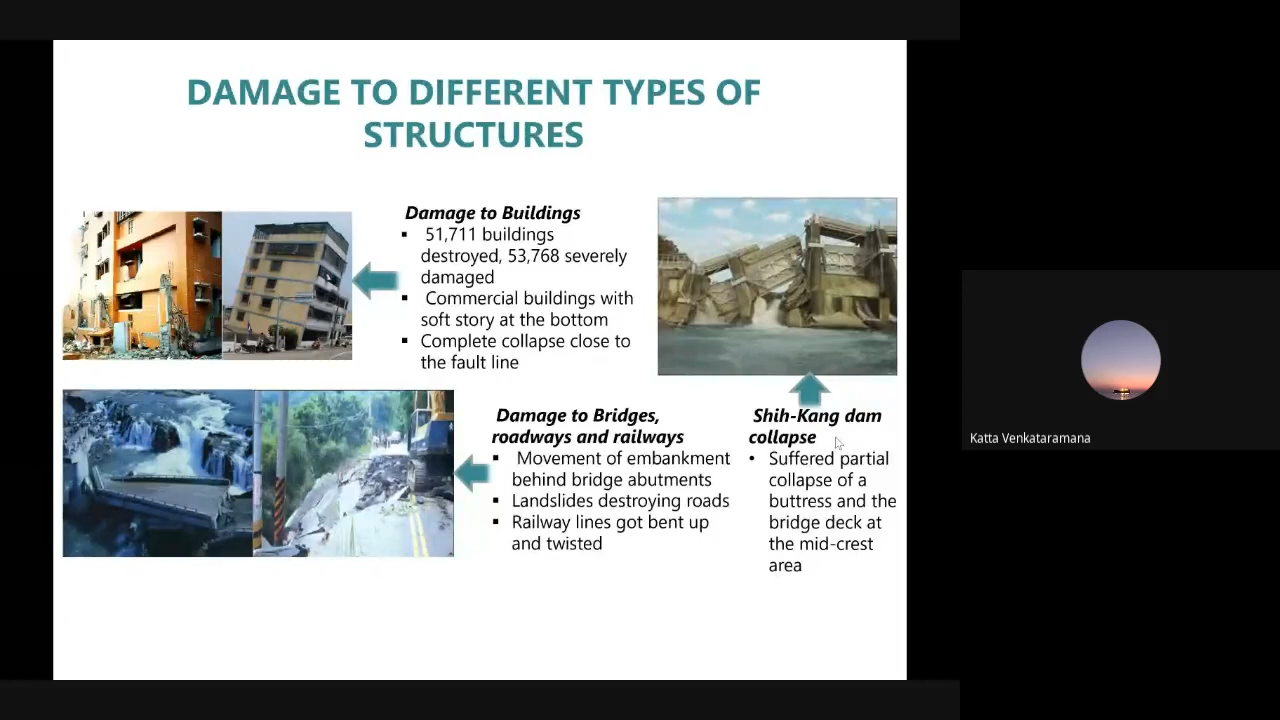 DAMAGE TO DIFFERENT TYPES OF
STRUCTURES
Damage to Buildings
▪ 51,711 buildings
destroyed, 53,768 severely
damaged
▪ Commercial buildings with
soft story at the bottom
▪ Complete collapse close to
the fault line
Damage to Bridges,
roadways and railways
▪ Movement of embankment
behind bridge abutments
▪ Landslides destroying roads
▪ Railway lines got bent up
and twisted
Shih-Kang dam
collapse
• Suffered partial
collapse of a
buttress and the
bridge deck at
the mid-crest
area
Katta Venkataramana